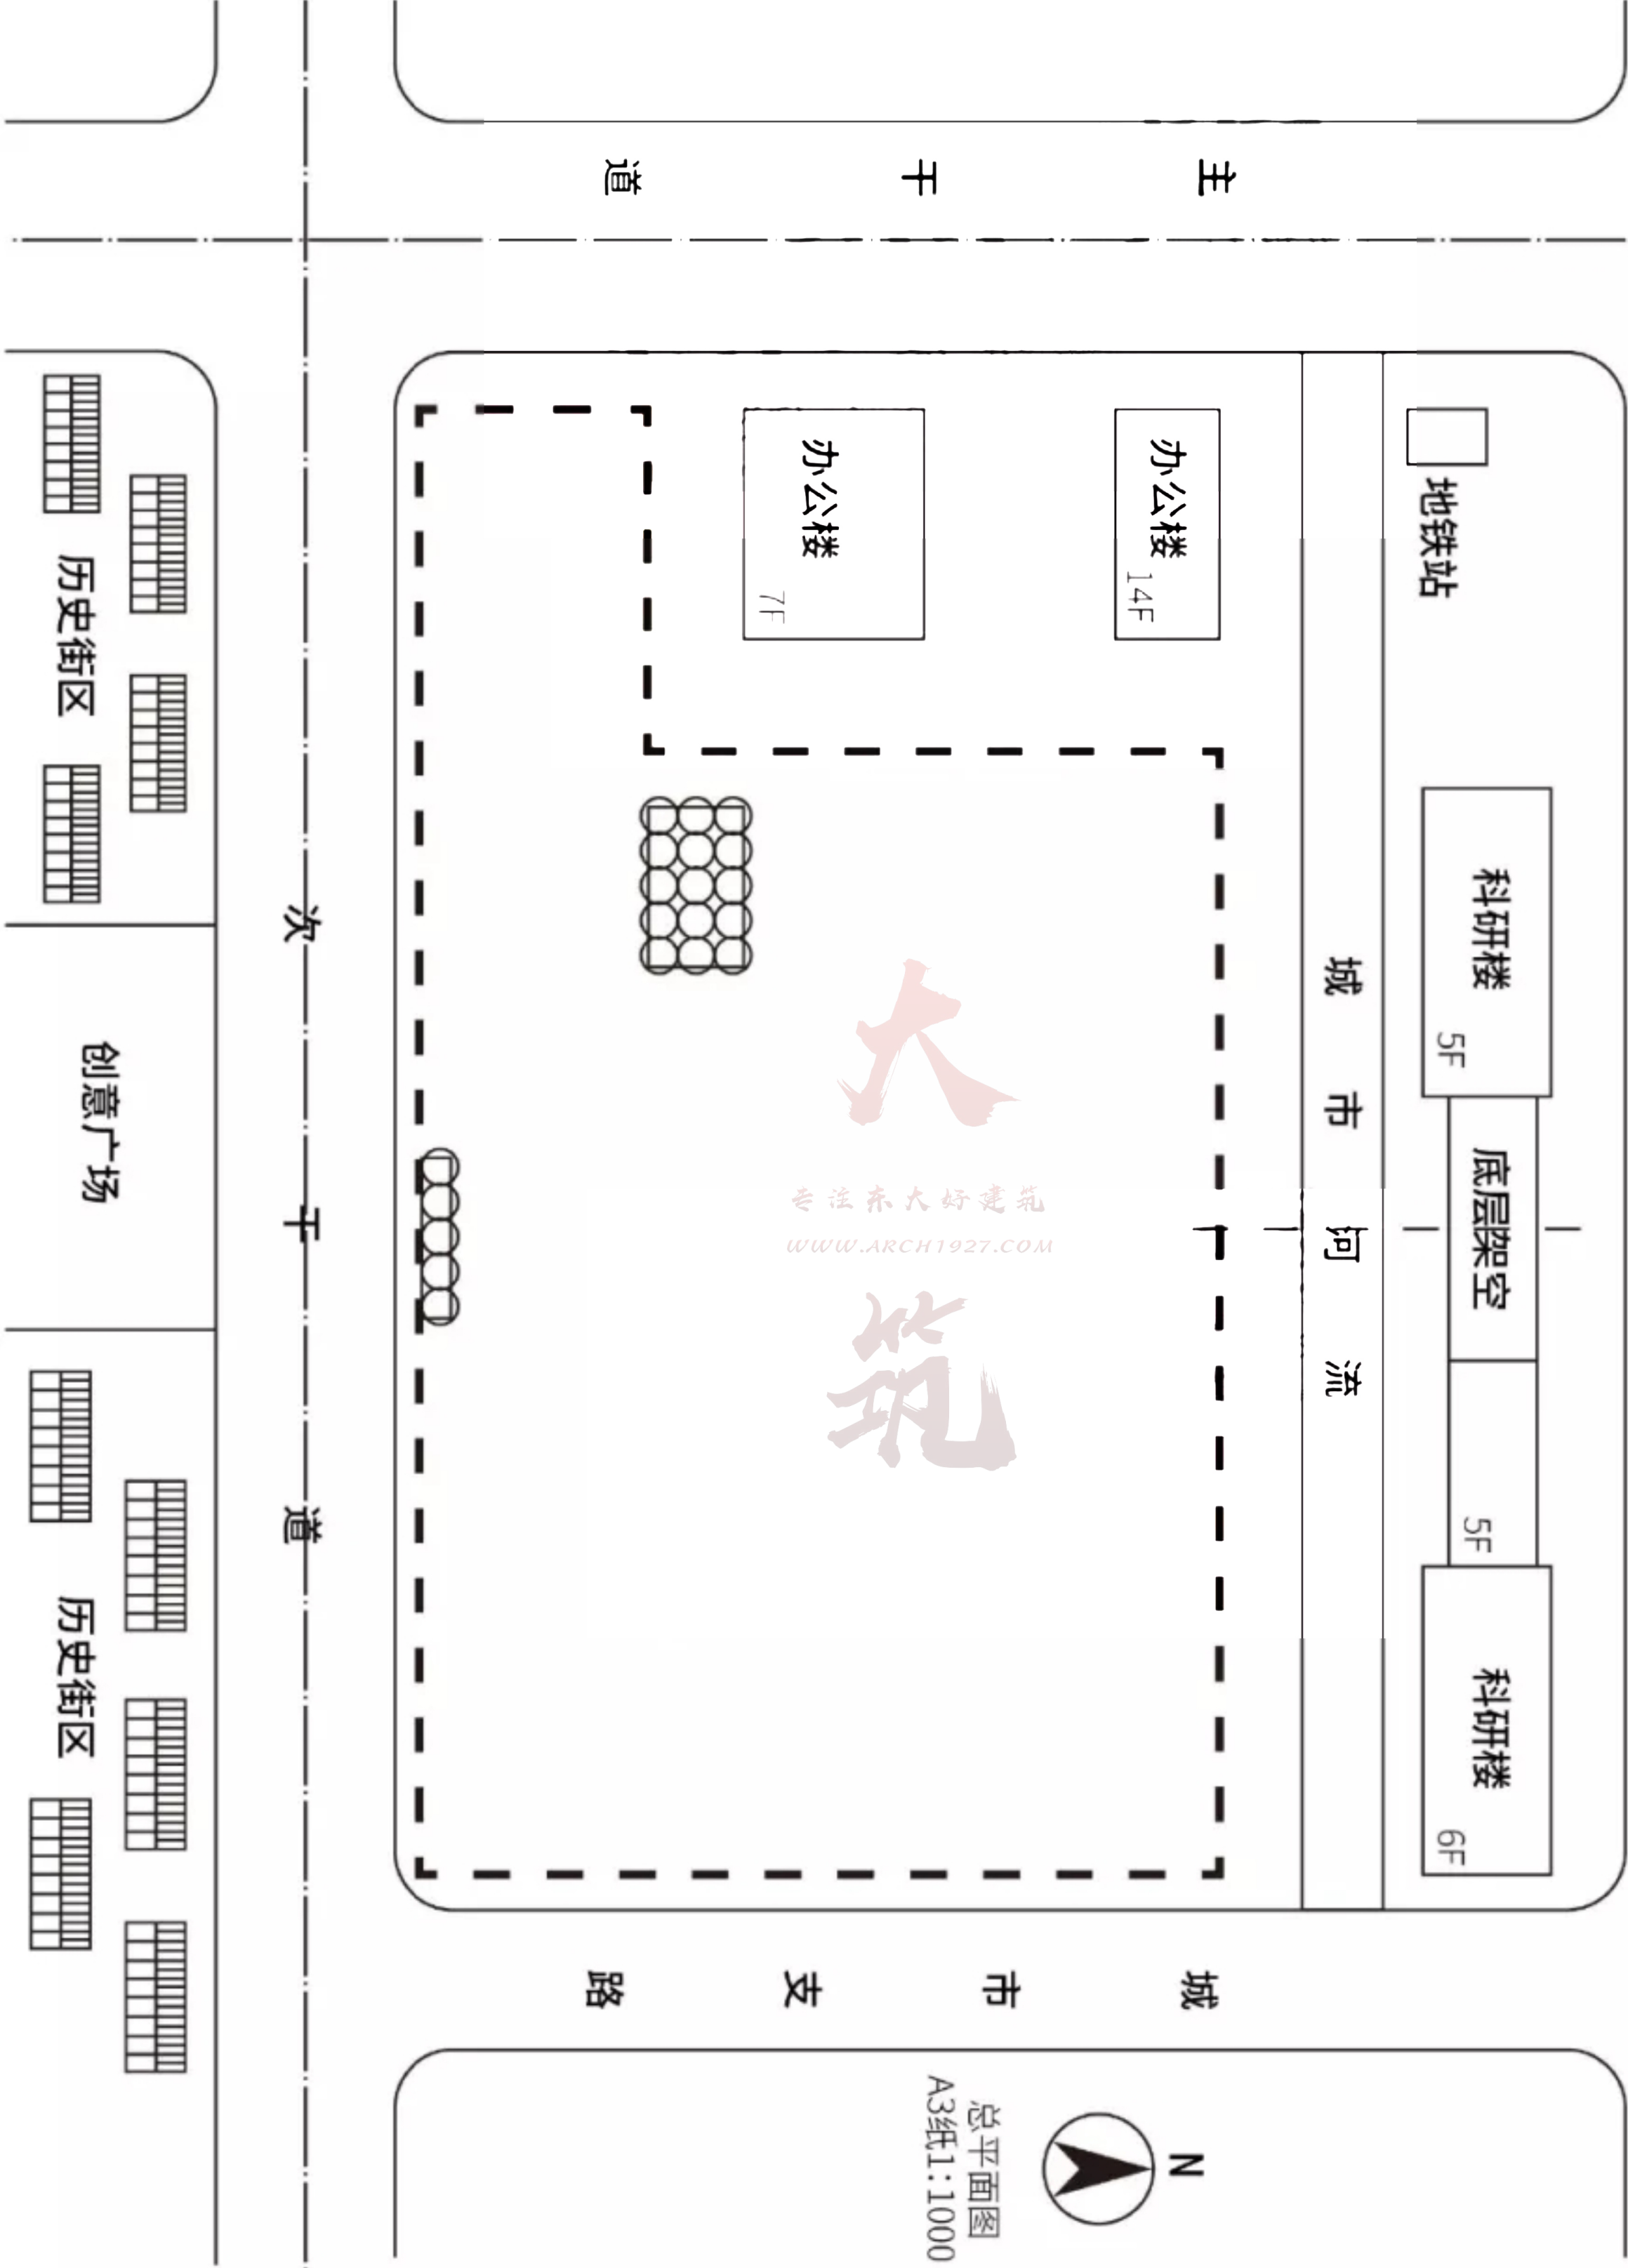 科研楼
5F
底层架空
5F
科研楼
6F
地铁站
城市河流
主干道
办公楼
14F
办公楼
7F
大筑
专注东大好建筑
WWW.ARCH1927.COM
城市支路
N
总平面图
A3纸1:1000
次干道
历史街区
创意广场
历史街区